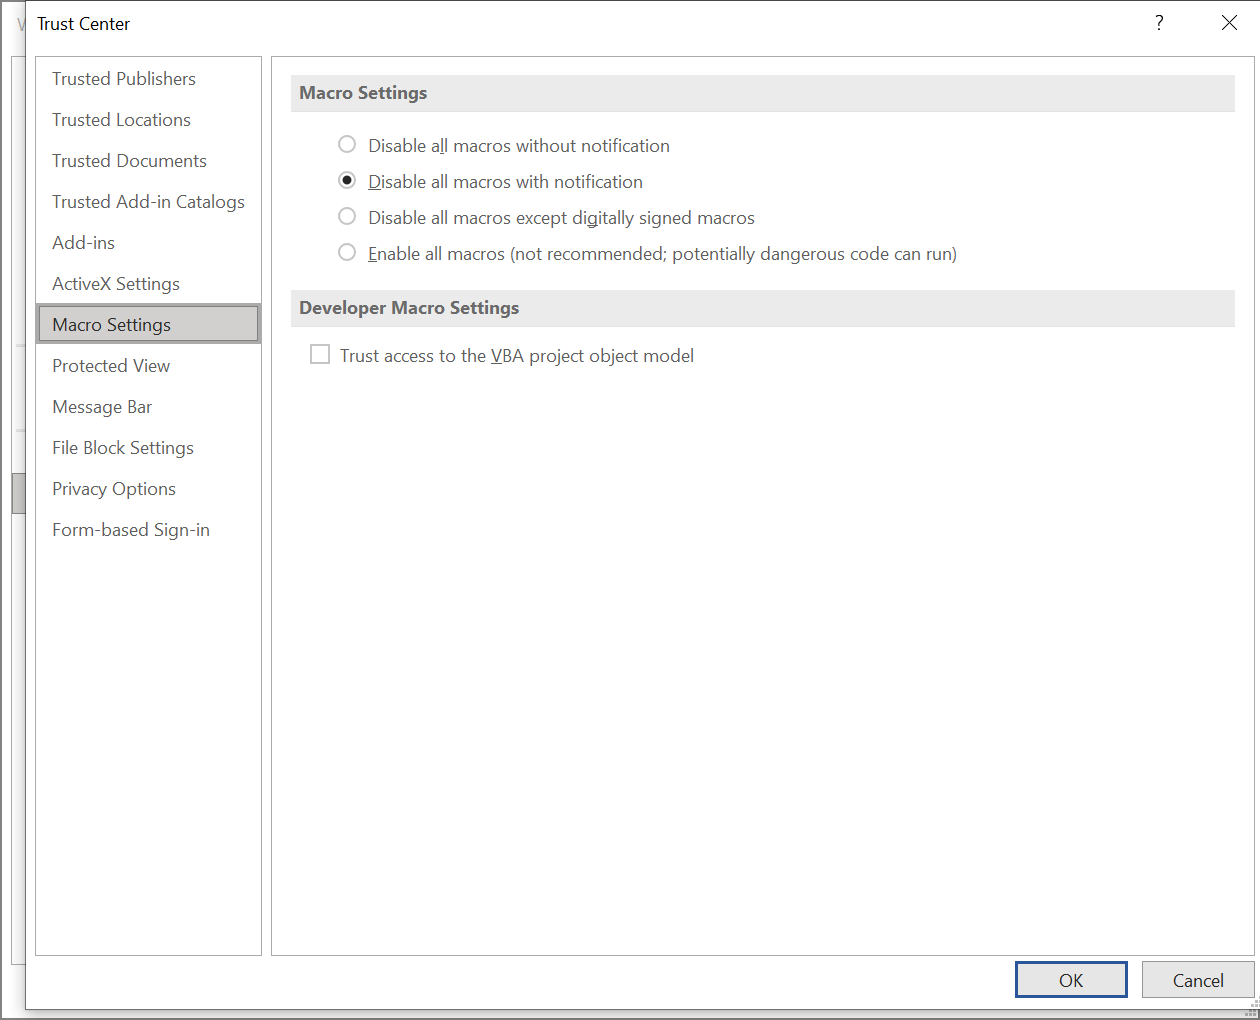 Trust Center
?
Trusted Publishers
Trusted Locations
Trusted Documents
Trusted Add-in Catalogs
Add-ins
ActiveX Settings
Macro Settings
Protected View
Message Bar
File Block Settings
Privacy Options
Form-based Sign-in
Macro Settings
Disable all macros without notification
Disable all macros with notification
Disable all macros except digitally signed macros
Enable all macros (not recommended; potentially dangerous code can run)
Developer Macro Settings
Trust access to the VBA project object model
OK
Cancel